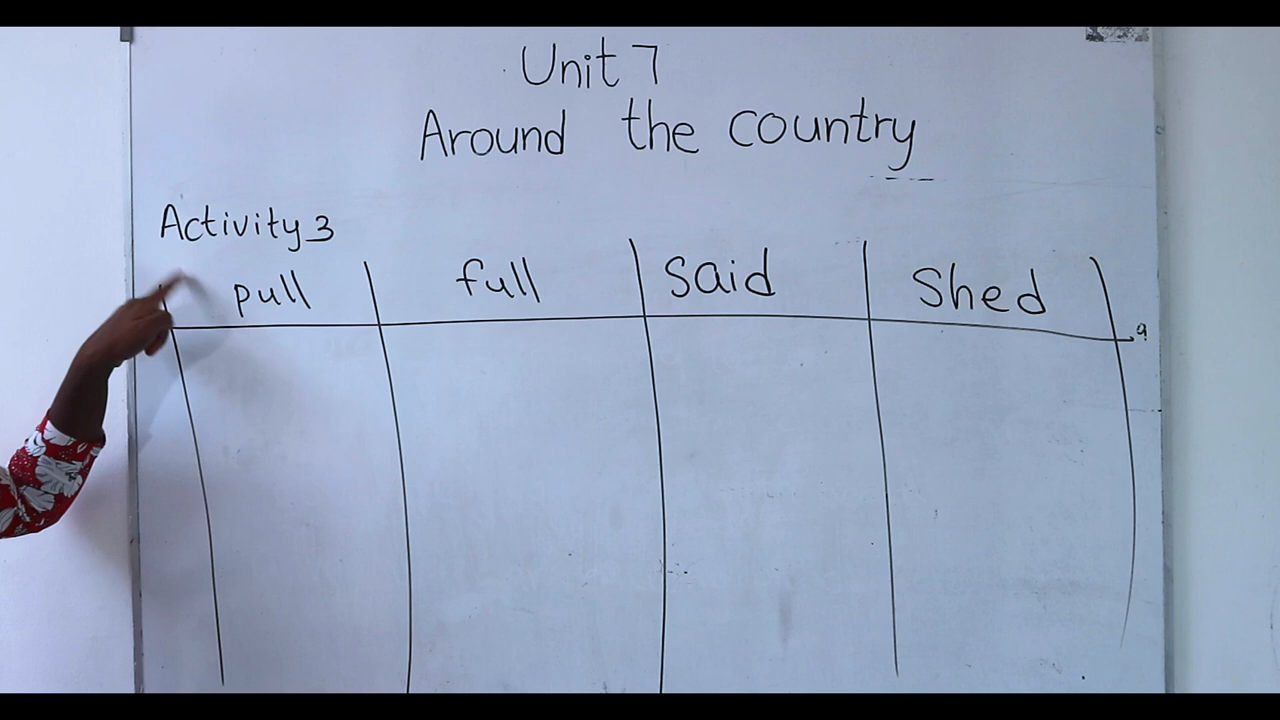 Unit 7
Around the country
Activity 3
pull full Said Shed